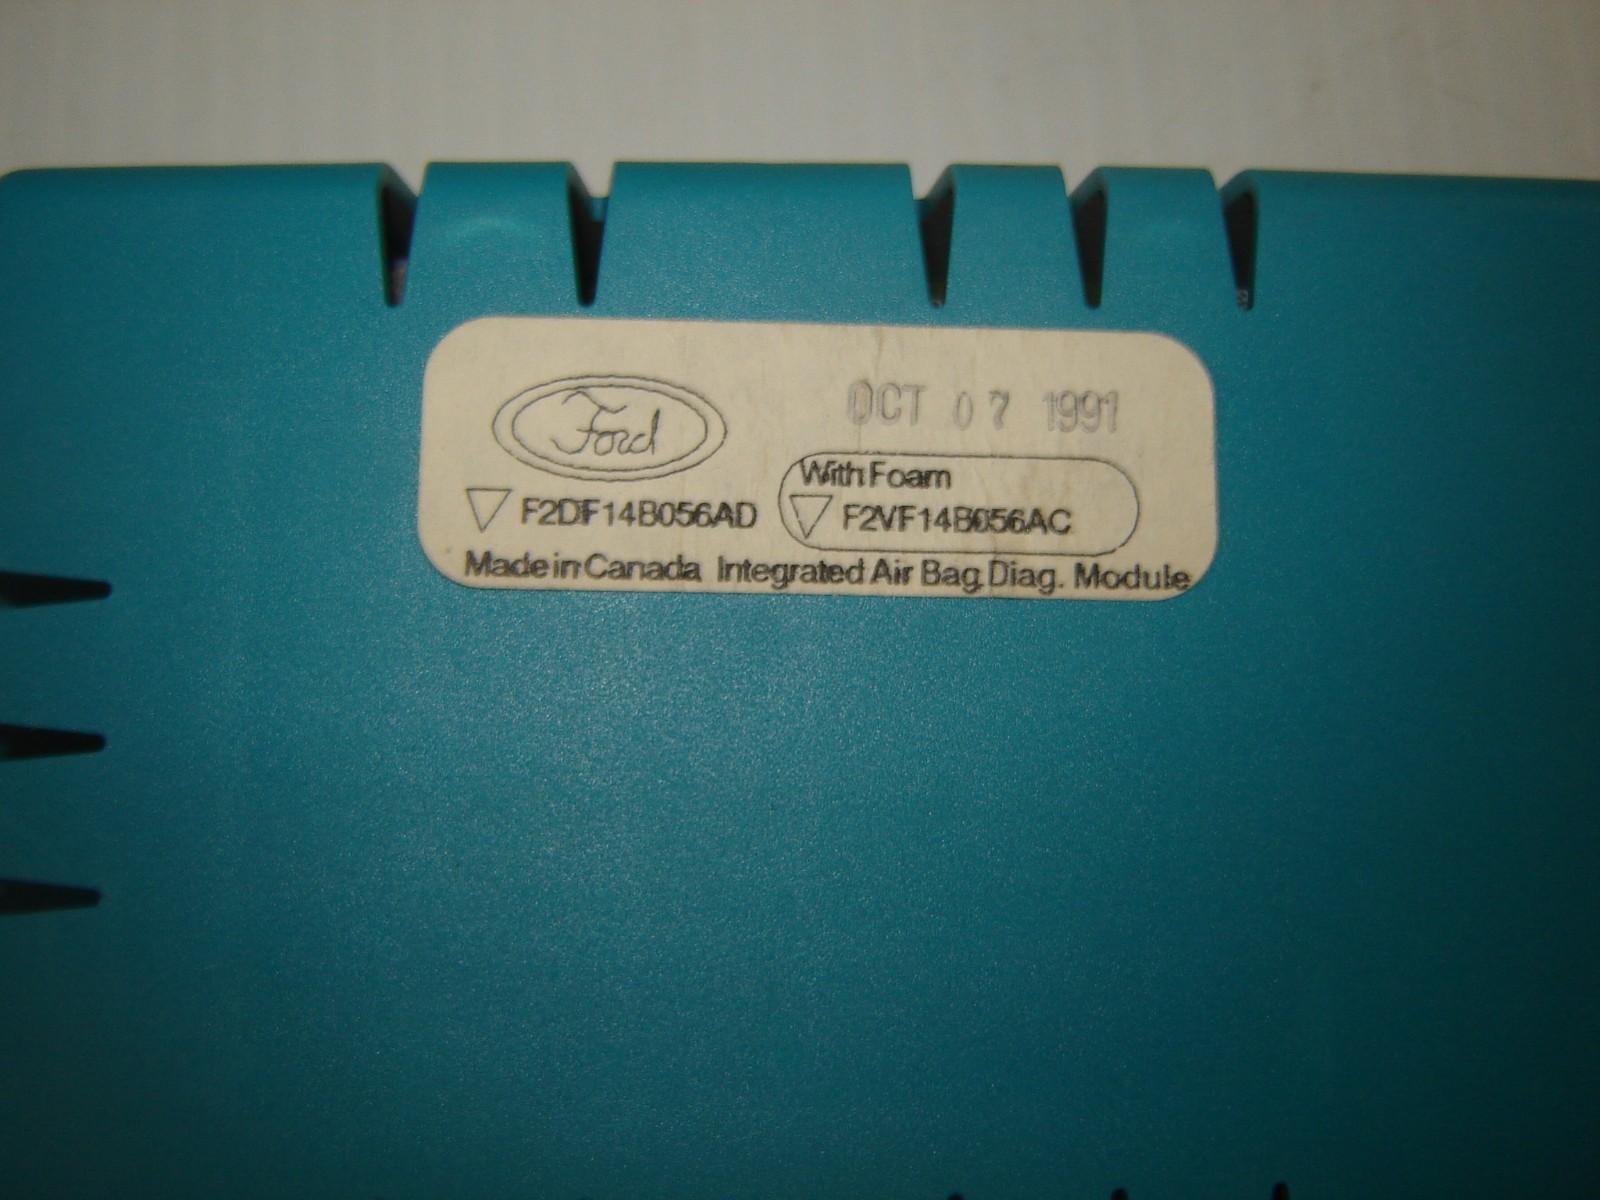 Ford
OCT 07 1991
With Foam
F2DF14B056AD
F2VF14B056AC
Made in Canada Integrated Air Bag Diag. Module